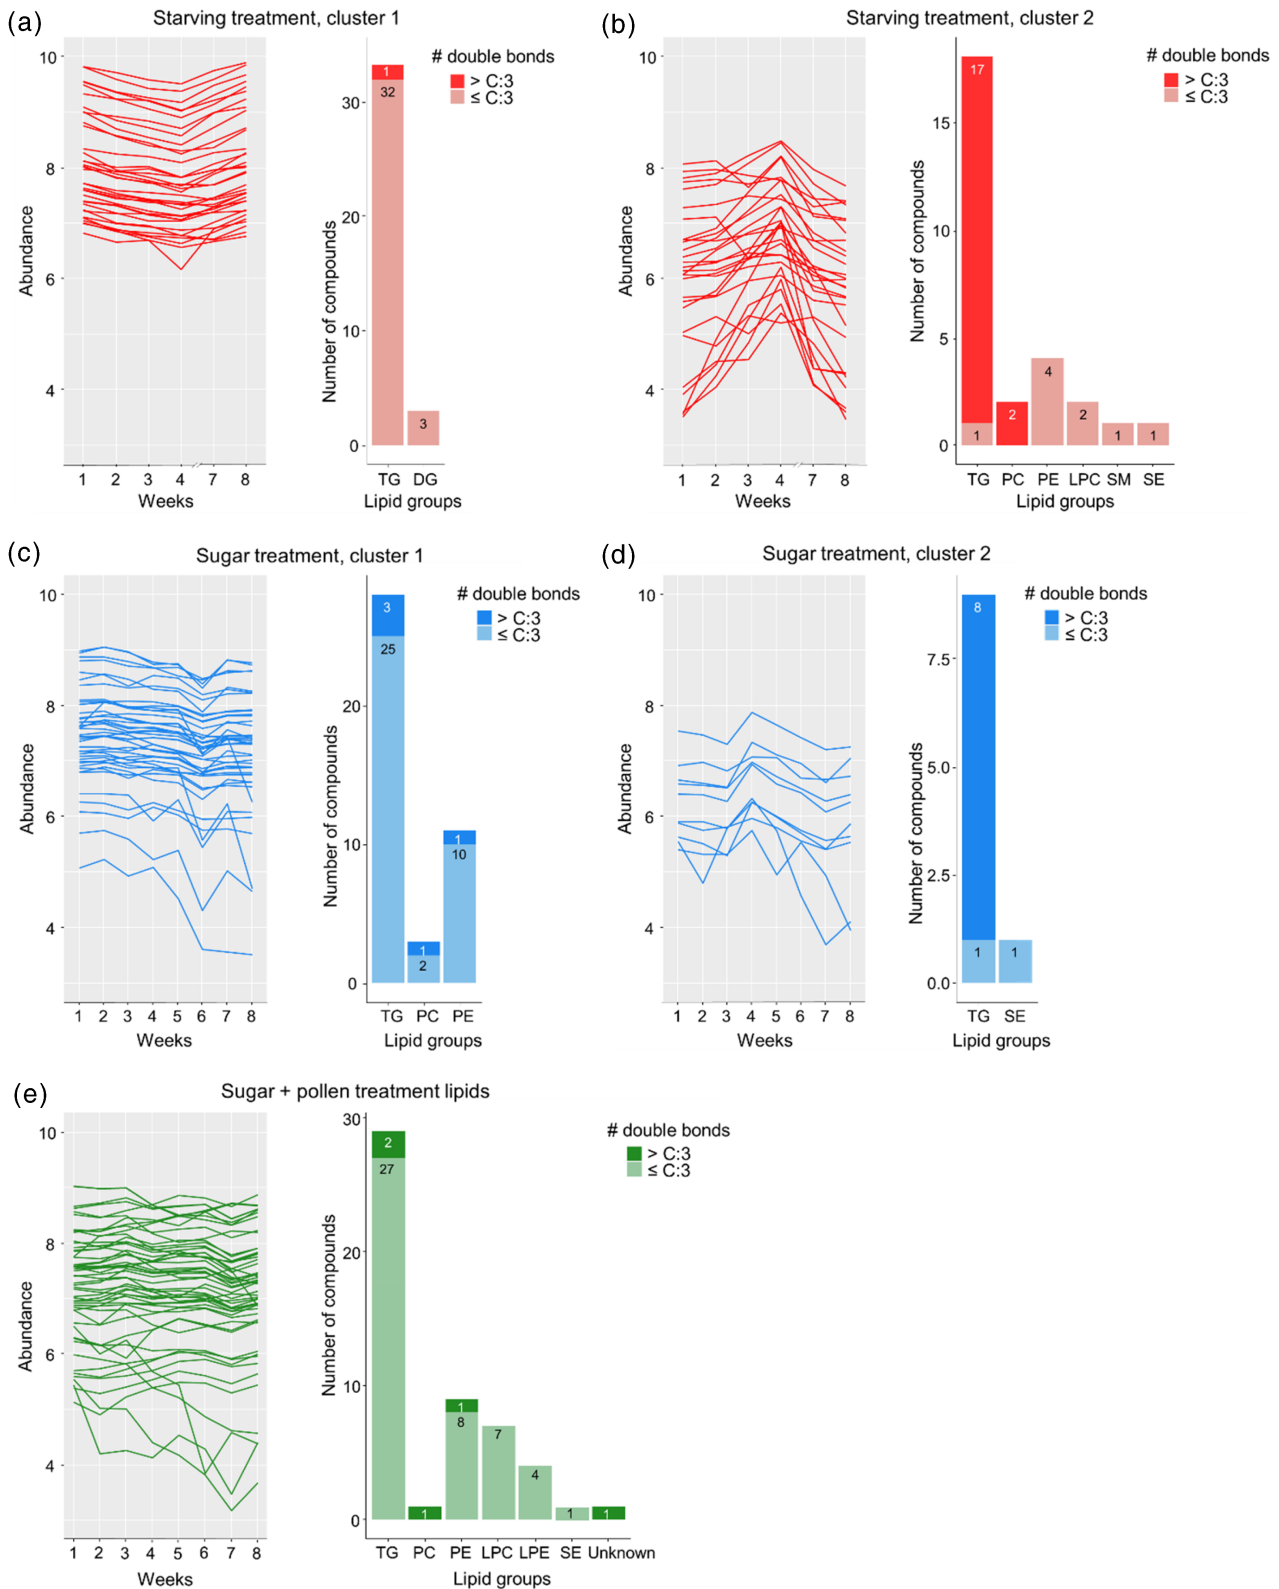 (a)
Starving treatment, cluster 1
10
8
6
4
Abundance
1 2 3 4 7 8
Weeks
30
20
10
0
Number of compounds
1
32
3
TG DG
Lipid groups
# double bonds
> C:3
≤ C:3
(b)
Starving treatment, cluster 2
10
8
6
4
Abundance
1 2 3 4 7 8
Weeks
15
10
5
0
Number of compounds
17
1
2
4
2
1
1
TG PC PE LPC SM SE
Lipid groups
# double bonds
> C:3
≤ C:3
(c)
Sugar treatment, cluster 1
10
8
6
4
Abundance
1 2 3 4 5 6 7 8
Weeks
20
10
0
Number of compounds
3
25
1
2
1
10
TG PC PE
Lipid groups
# double bonds
> C:3
≤ C:3
(d)
Sugar treatment, cluster 2
10
8
6
4
Abundance
1 2 3 4 5 6 7 8
Weeks
7.5
5.0
2.5
0.0
Number of compounds
8
1
1
TG SE
Lipid groups
# double bonds
> C:3
≤ C:3
(e)
Sugar + pollen treatment lipids
10
8
6
4
Abundance
1 2 3 4 5 6 7 8
Weeks
30
20
10
0
Number of compounds
2
27
1
1
8
7
4
1
1
TG PC PE LPC LPE SE Unknown
Lipid groups
# double bonds
> C:3
≤ C:3